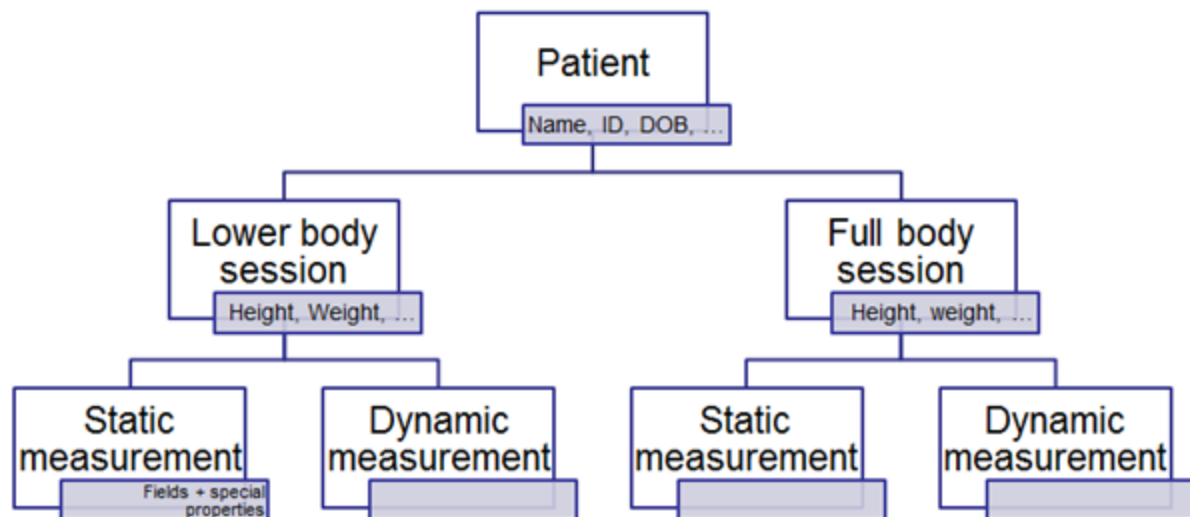 Patient
Name, ID, DOB, ...
Lower body
session
Height, Weight, ...
Full body
session
Height, weight, ...
Static
measurement
Fields + special
properties
Dynamic
measurement
Static
measurement
Dynamic
measurement